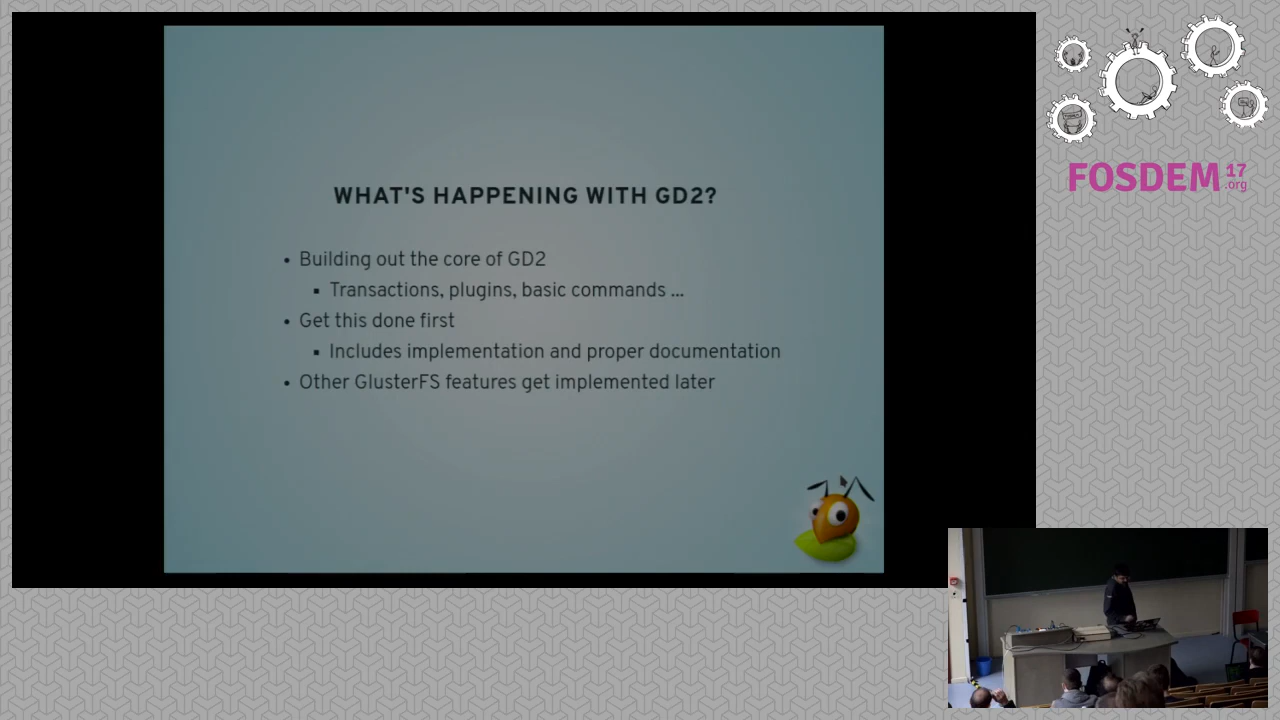 WHAT'S HAPPENING WITH GD2?
• Building out the core of GD2
▪ Transactions, plugins, basic commands ...
• Get this done first
▪ Includes implementation and proper documentation
• Other GlusterFS features get implemented later
FOSDEM 17
.org